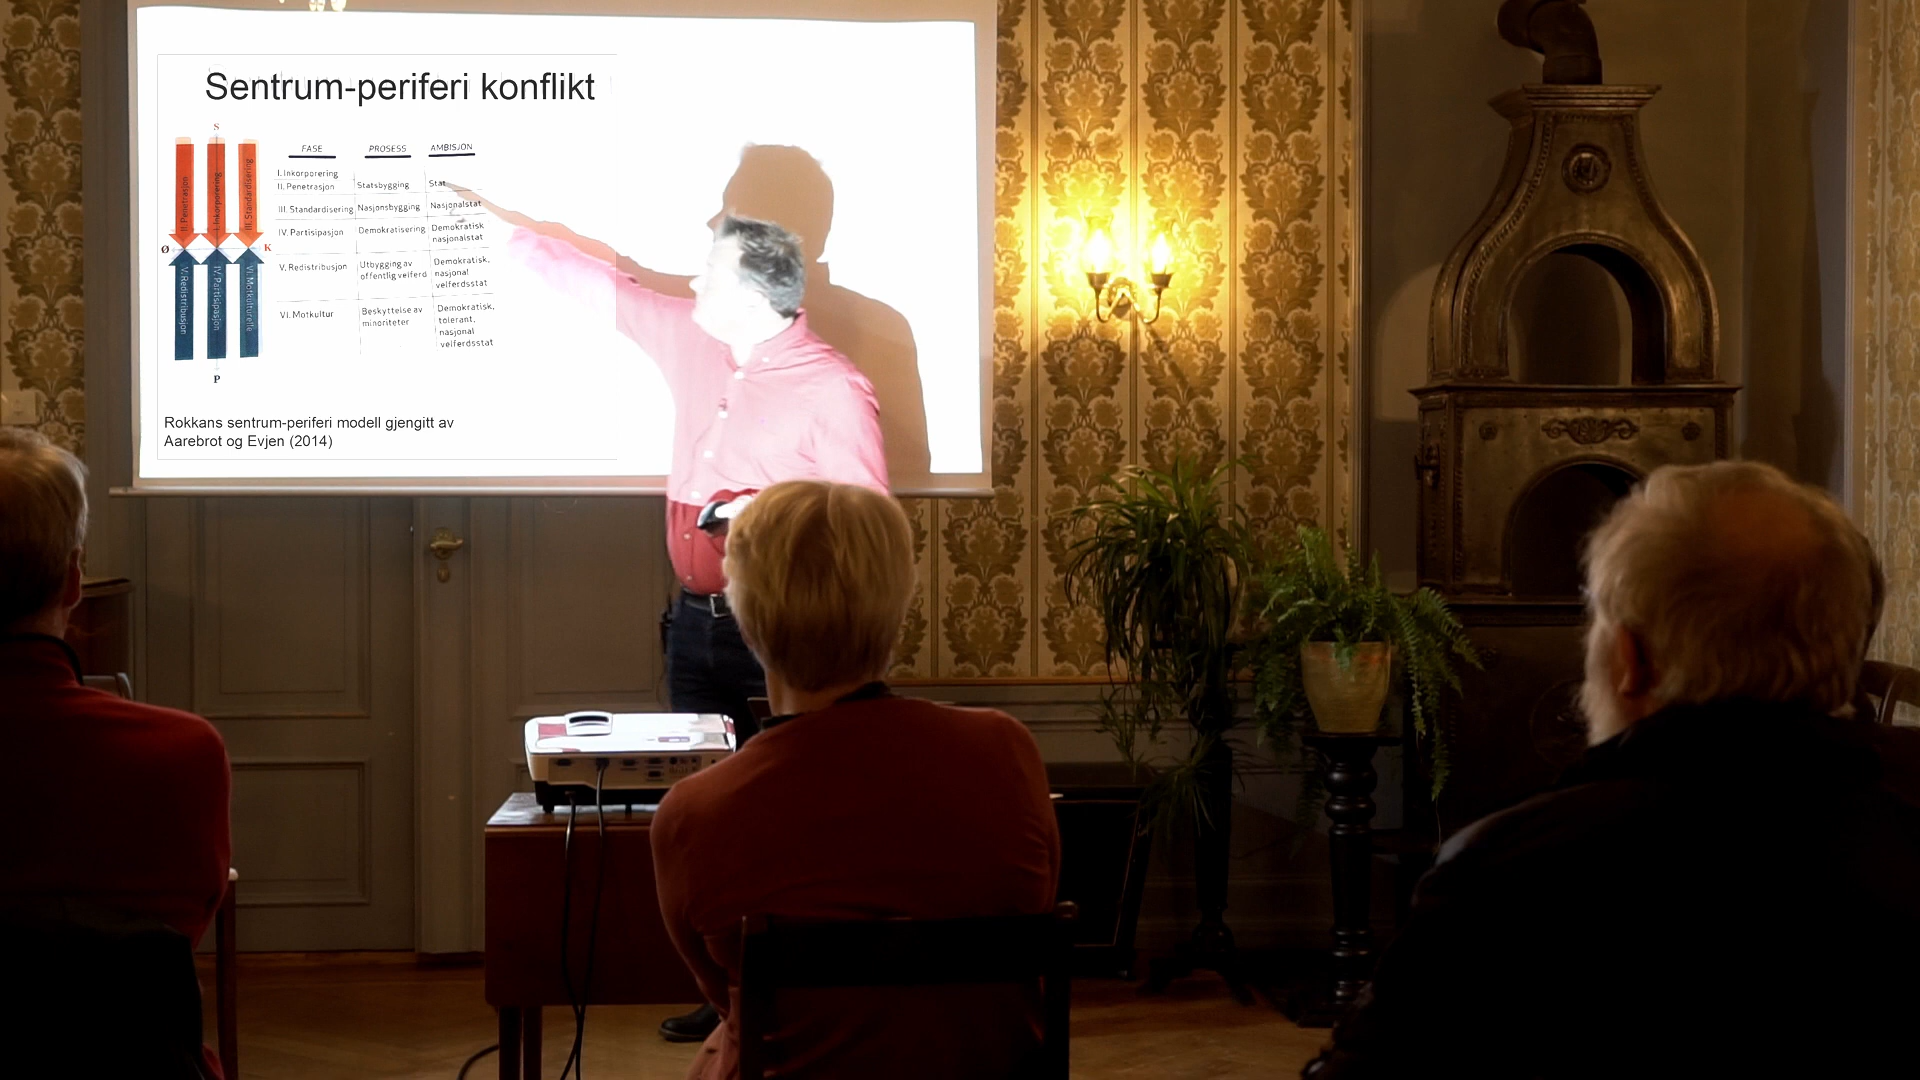 Sentrum-periferi konflikt
S
II. Penetrasjon
I. Inkorporering
III. Standardisering
Ø
K
V. Redistribusjon
IV. Partisipasjon
VI. Motkulturelle
P
FASE PROSESS AMBISJON
I. Inkorporering
II. Penetrasjon Statsbygging Stat
III. Standardisering Nasjonsbygging Nasjonalstat
IV. Partisipasjon Demokratisering Demokratisk
nasjonalstat
V. Redistribusjon Utbygging av offentlig velferd Demokratisk,
nasjonal
velferdsstat
VI. Motkultur Beskyttelse av minoriteter Demokratisk,
tolerant,
nasjonal
velferdsstat
Rokkans sentrum-periferi modell gjengitt av
Aarebrot og Evjen (2014)